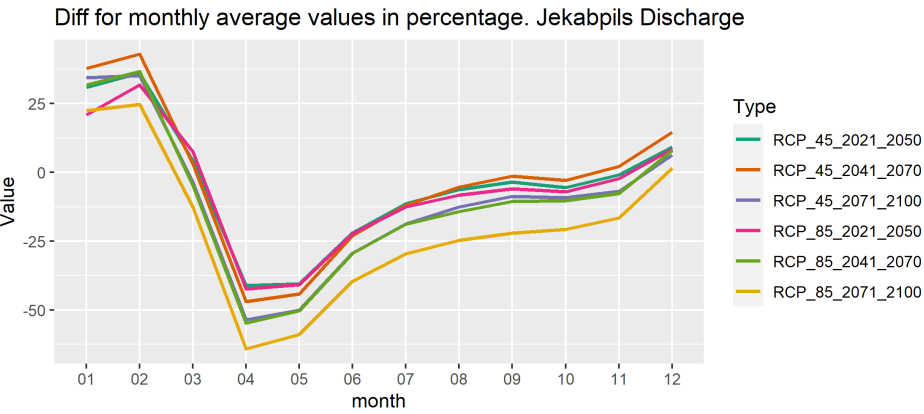 Diff for monthly average values in percentage. Jekabpils Discharge
Value
25
0
-25
-50
01 02 03 04 05 06 07 08 09 10 11 12
month
Type
RCP_45_2021_2050
RCP_45_2041_2070
RCP_45_2071_2100
RCP_85_2021_2050
RCP_85_2041_2070
RCP_85_2071_2100